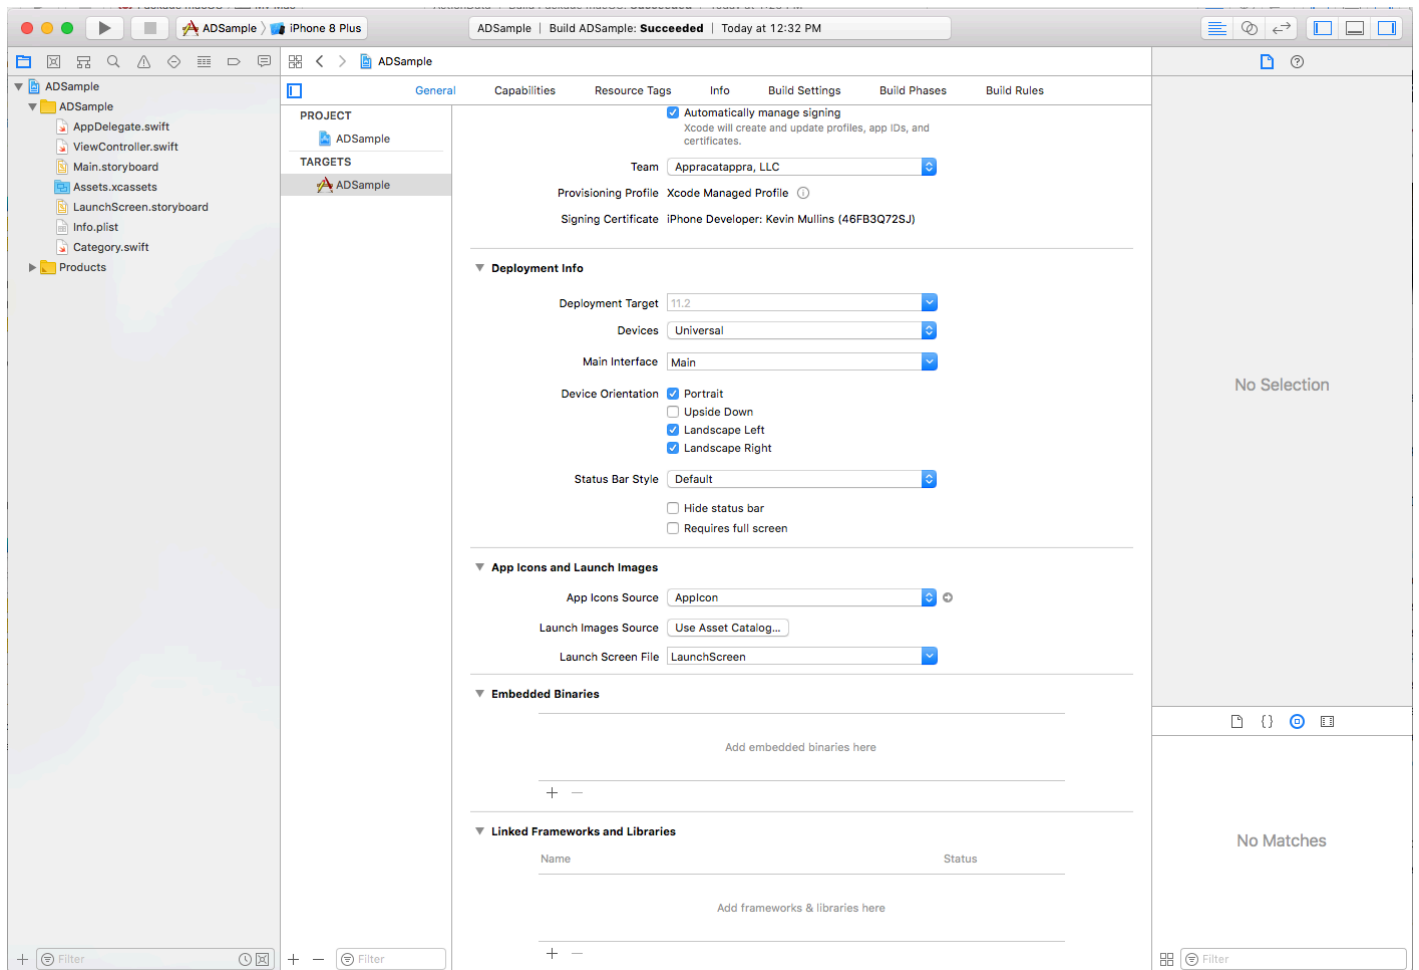 ADSample 〉 iPhone 8 Plus
ADSample | Build ADSample: Succeeded | Today at 12:32 PM
ADSample
ADSample
ADSample
AppDelegate.swift
ViewController.swift
Main.storyboard
Assets.xcassets
LaunchScreen.storyboard
Info.plist
Category.swift
Products
Filter
General Capabilities Resource Tags Info Build Settings Build Phases Build Rules
PROJECT
ADSample
TARGETS
ADSample
Filter
Automatically manage signing
Xcode will create and update profiles, app IDs, and
certificates.
Team Appracatappra, LLC
Provisioning Profile Xcode Managed Profile
Signing Certificate iPhone Developer: Kevin Mullins (46FB3Q72SJ)
Deployment Info
Deployment Target 11.2
Devices Universal
Main Interface Main
Device Orientation Portrait
Upside Down
Landscape Left
Landscape Right
Status Bar Style Default
Hide status bar
Requires full screen
App Icons and Launch Images
App Icons Source AppIcon
Launch Images Source Use Asset Catalog...
Launch Screen File LaunchScreen
Embedded Binaries
Add embedded binaries here
Linked Frameworks and Libraries
Name Status
Add frameworks & libraries here
No Selection
{}
No Matches
Filter